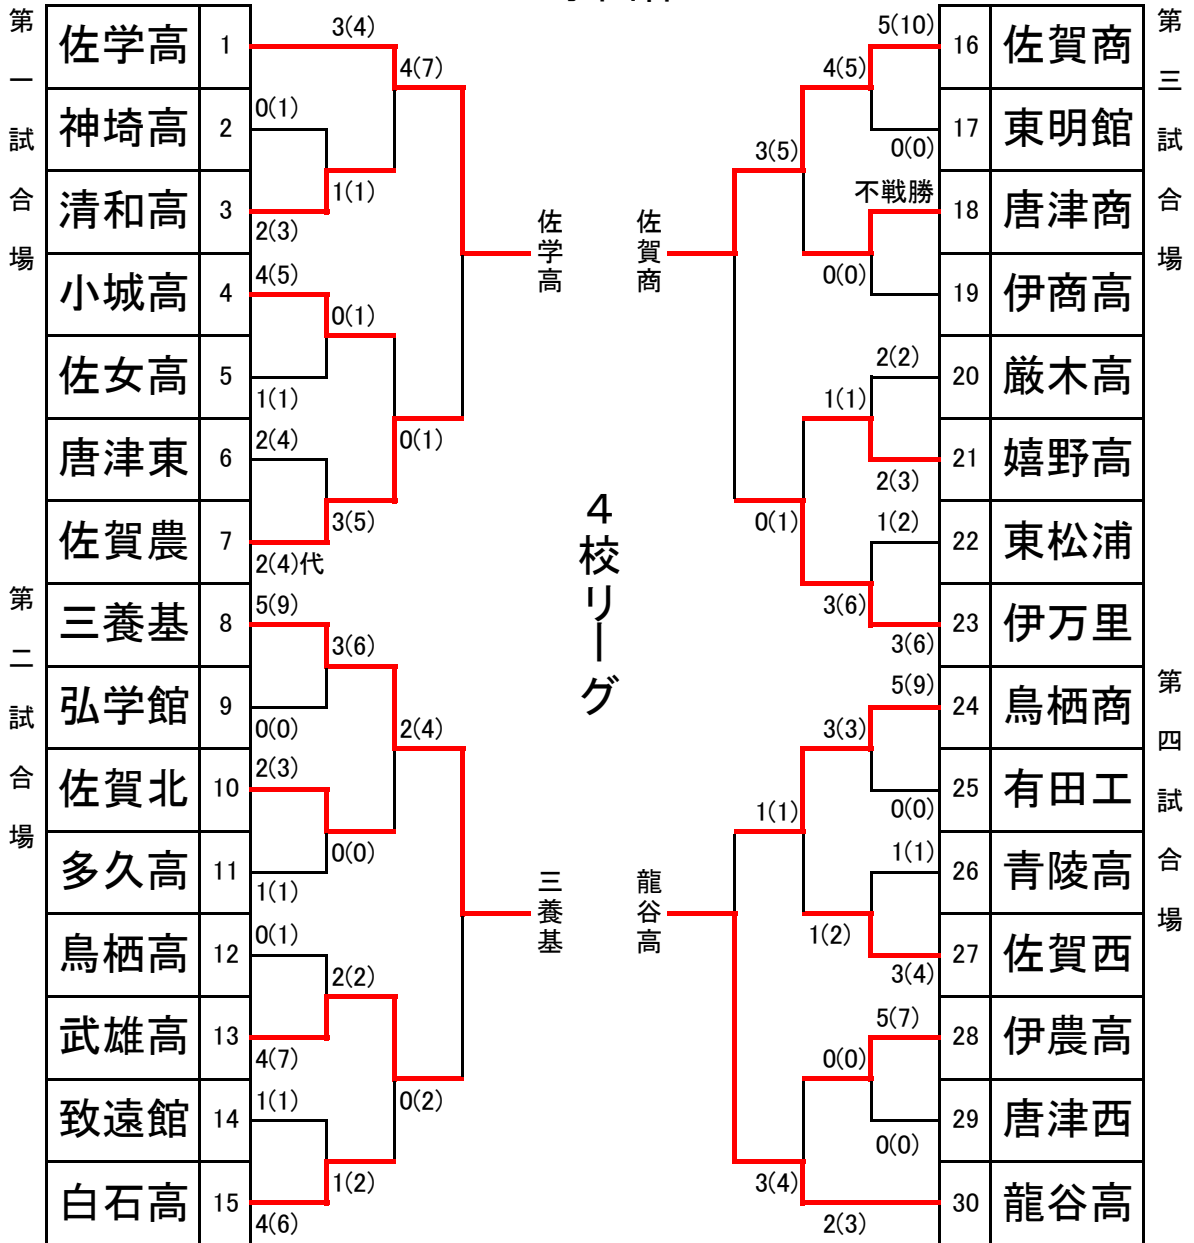 第一試合場
佐学高 1 3(4)
4(7)
神埼高 2 0(1)
1(1)
清和高 3 2(3)
佐学高
小城高 4 4(5)
0(1)
佐女高 5 1(1)
0(1)
唐津東 6 2(4)
3(5)
佐賀農 7 2(4)代
第二試合場
三養基 8 5(9)
3(6)
弘学館 9 0(0)
2(4)
佐賀北 10 2(3)
0(0)
多久高 11 1(1)
三養基
鳥栖高 12 0(1)
2(2)
武雄高 13 4(7)
0(2)
致遠館 14 1(1)
1(2)
白石高 15 4(6)
4校リーグ
第三試合場
5(10) 16 佐賀商
4(5)
0(0) 17 東明館
3(5)
不戦勝 18 唐津商
0(0)
19 伊商高
佐賀商
2(2) 20 厳木高
1(1)
2(3) 21 嬉野高
0(1)
1(2) 22 東松浦
3(6)
3(6) 23 伊万里
第四試合場
5(9) 24 鳥栖商
3(3)
0(0) 25 有田工
1(1)
1(1) 26 青陵高
1(2)
3(4) 27 佐賀西
龍谷高
5(7) 28 伊農高
0(0)
0(0) 29 唐津西
3(4)
2(3) 30 龍谷高